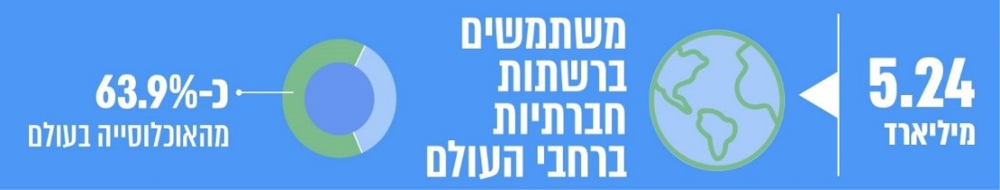 5.24
מיליארד
משתמשים
ברשתות
חברתיות
ברחבי העולם
כ-63.9%
מהאוכלוסייה בעולם